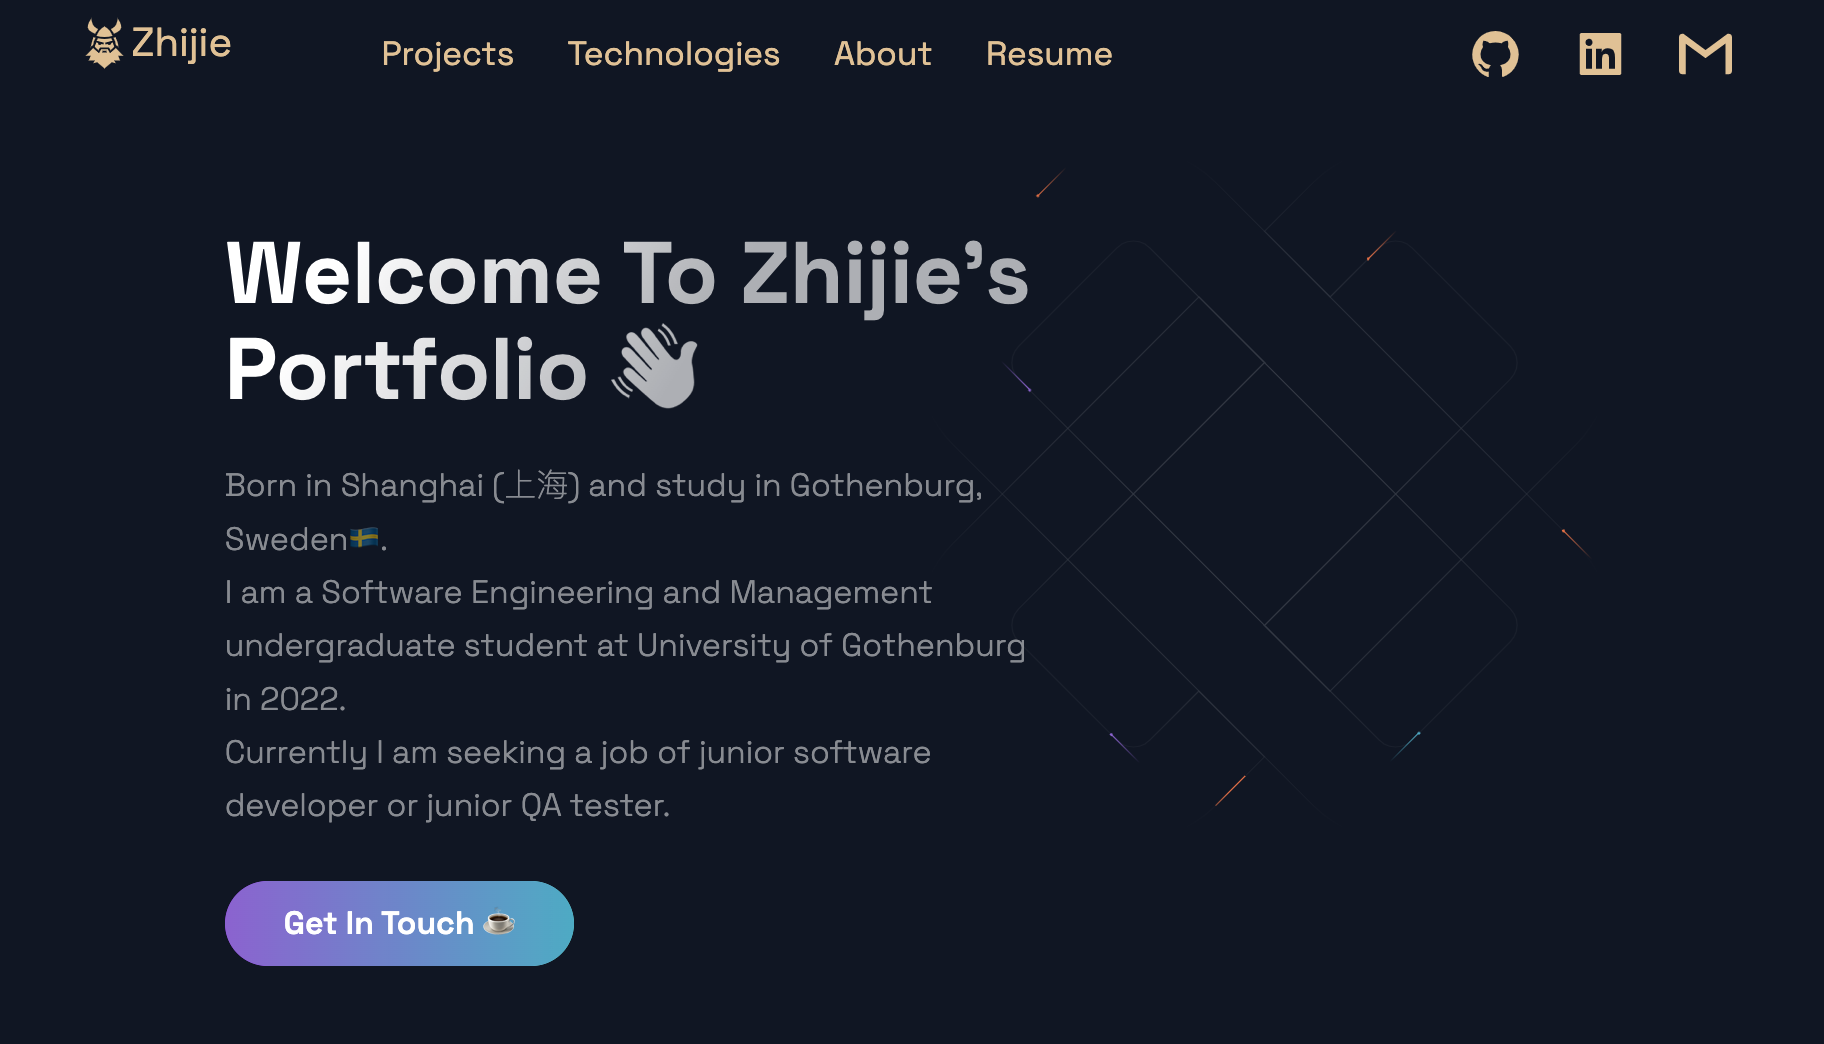 Zhijie
Projects Technologies About Resume
in
Welcome To Zhijie's
Portfolio 👋
Born in Shanghai (上海) and study in Gothenburg,
Sweden🇸🇪.
I am a Software Engineering and Management
undergraduate student at University of Gothenburg
in 2022.
Currently I am seeking a job of junior software
developer or junior QA tester.
Get In Touch ☕